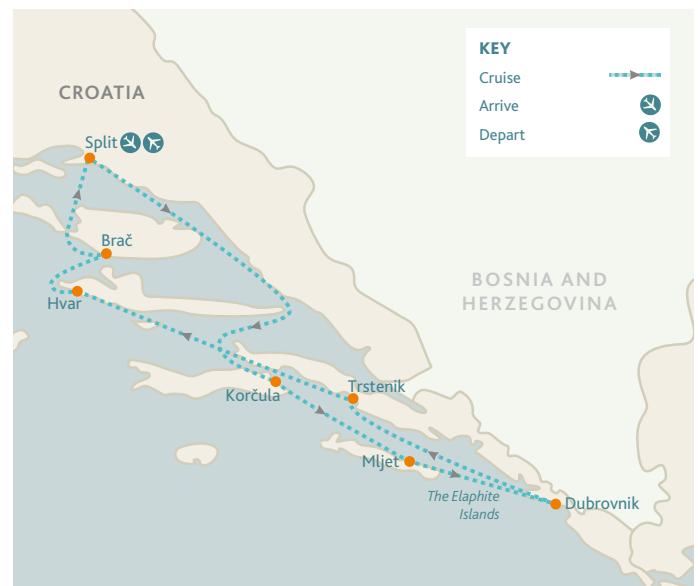 KEY
Cruise
Arrive
Depart
CROATIA
Split
Brač
Hvar
BOSNIA AND
HERZEGOVINA
Korčula
Trstenik
Mljet
The Elaphite
Islands
Dubrovnik